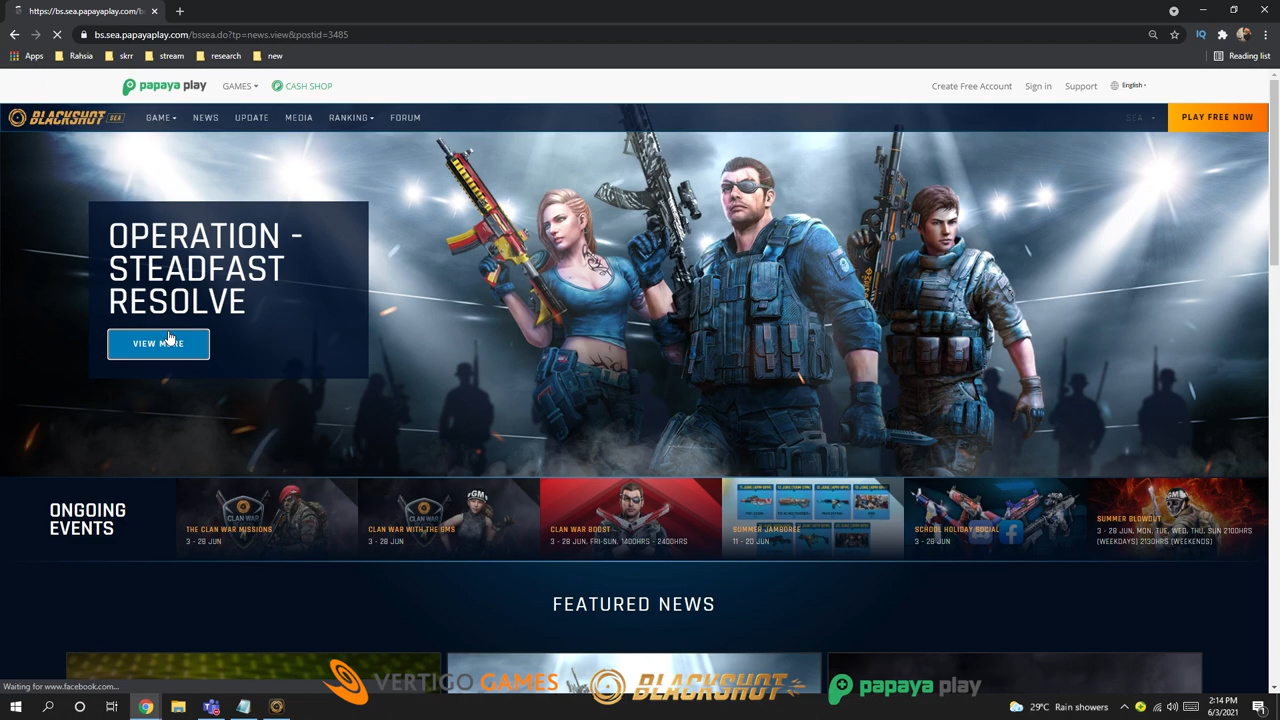 https://bs.sea.papayaplay.com/b
bs.sea.papayaplay.com/bssea.do?tp=news.view&postid=3485
Apps
Rahsia
skrr
stream
research
new
Reading list
papaya play
GAMES
CASH SHOP
Create Free Account
Sign in
Support
English
BLACKSHOT SEA
GAME
NEWS
UPDATE
MEDIA
RANKING
FORUM
SEA
PLAY FREE NOW
OPERATION -
STEADFAST
RESOLVE
VIEW MORE
ONGOING
EVENTS
CLAN WAR
THE CLAN WAR MISSIONS
3 - 28 JUN
CLAN WAR
GM
CLAN WAR WITH THE GMS
3 - 28 JUN
CLAN WAR BOOST
3 - 28 JUN, FRI-SUN, 1400HRS - 2400HRS
SUMMER JAMBOREE
11 - 20 JUN
SCHOOL HOLIDAY SOCIAL
3 - 28 JUN
GM
SUMMER BLOWOUT
3 - 28 JUN, MON, TUE, WED, THU, SUN 2100HRS
(WEEKDAYS) 2130HRS (WEEKENDS)
FEATURED NEWS
VERTIGO GAMES
BLACKSHOT
papaya play
Waiting for www.facebook.com...
29°C Rain showers
2:14 PM
6/3/2021